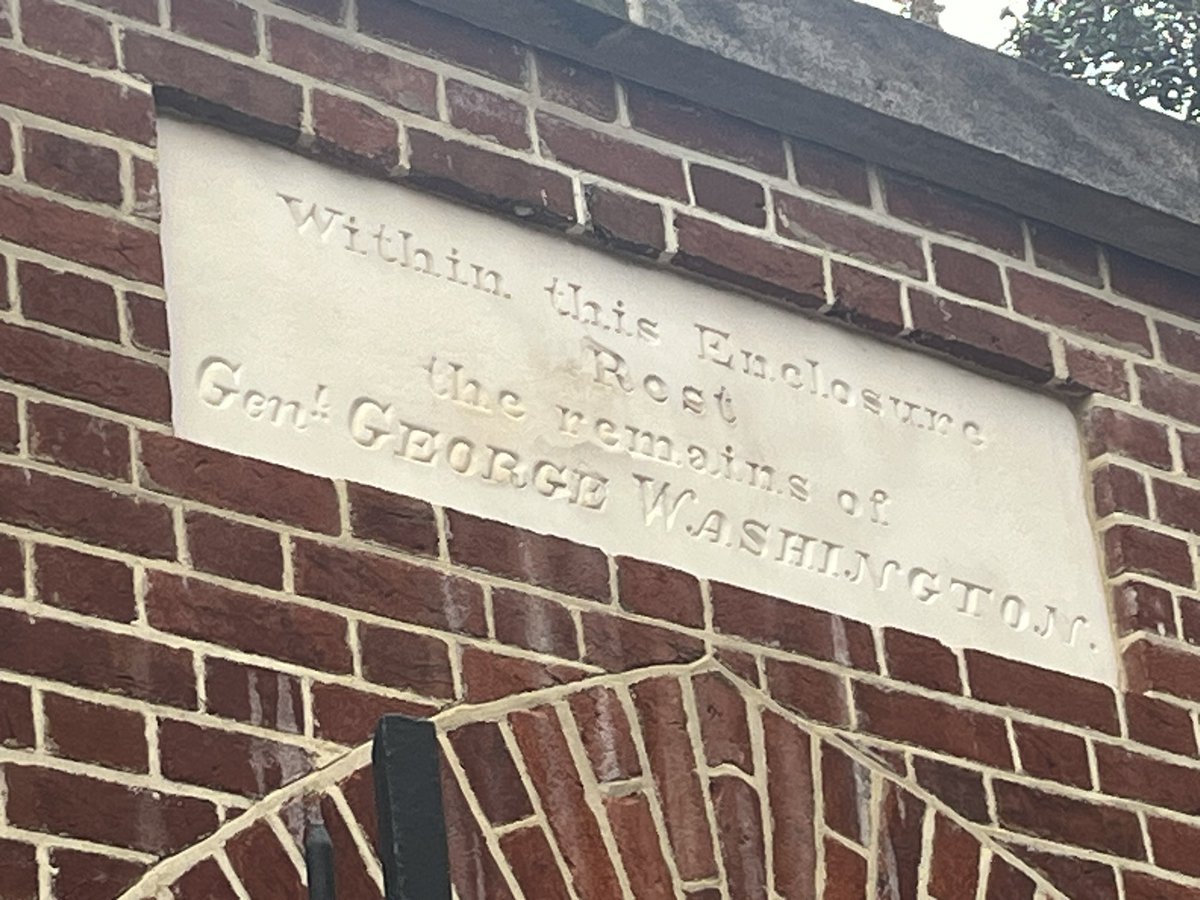 Within this Enclosure
Rest
the remains of
Genl. GEORGE WASHINGTON.